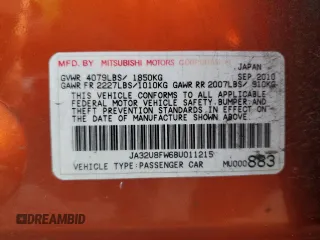 MFD. BY MITSUBISHI MOTORS CORPORATION
JAPAN
GVWR 4079LBS/ 1850KG SEP 2010
GAWR FR 2227LBS/1010KG GAWR RR 2007LBS/ 910KG
THIS VEHICLE CONFORMS TO ALL APPLICABLE
FEDERAL MOTOR VEHICLE SAFETY, BUMPER AND
THEFT PREVENTION STANDARDS IN EFFECT ON
THE DATE OF MANUFACTURE SHOWN ABOVE.
JA32U8FW6BU011215
VEHICLE TYPE:PASSENGER CAR MU000883
DREAMBID